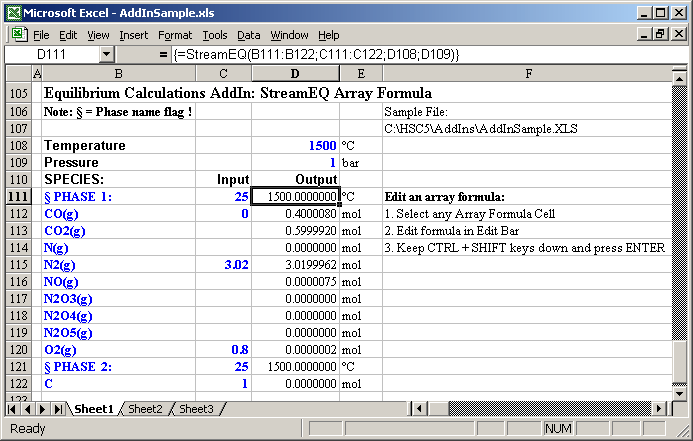 Microsoft Excel - AddInSample.xls
File Edit View Insert Format Tools Data Window Help
D111 = {=StreamEQ(B111:B122;C111:C122;D108;D109)}
A B C D E F
105 Equilibrium Calculations AddIn: StreamEQ Array Formula
106 Note: § = Phase name flag ! Sample File:
107 C:\HSC5\AddIns\AddInSample.XLS
108 Temperature 1500 °C
109 Pressure 1 bar
110 SPECIES: Input Output
111 § PHASE 1: 25 1500.0000000 °C Edit an array formula:
112 CO(g) 0 0.4000080 mol 1. Select any Array Formula Cell
113 CO2(g) 0.5999920 mol 2. Edit formula in Edit Bar
114 N(g) 0.0000000 mol 3. Keep CTRL + SHIFT keys down and press ENTER
115 N2(g) 3.02 3.0199962 mol
116 NO(g) 0.0000075 mol
117 N2O3(g) 0.0000000 mol
118 N2O4(g) 0.0000000 mol
119 N2O5(g) 0.0000000 mol
120 O2(g) 0.8 0.0000002 mol
121 § PHASE 2: 25 1500.0000000 °C
122 C 1 0.0000000 mol
123
Sheet1 Sheet2 Sheet3
Ready NUM